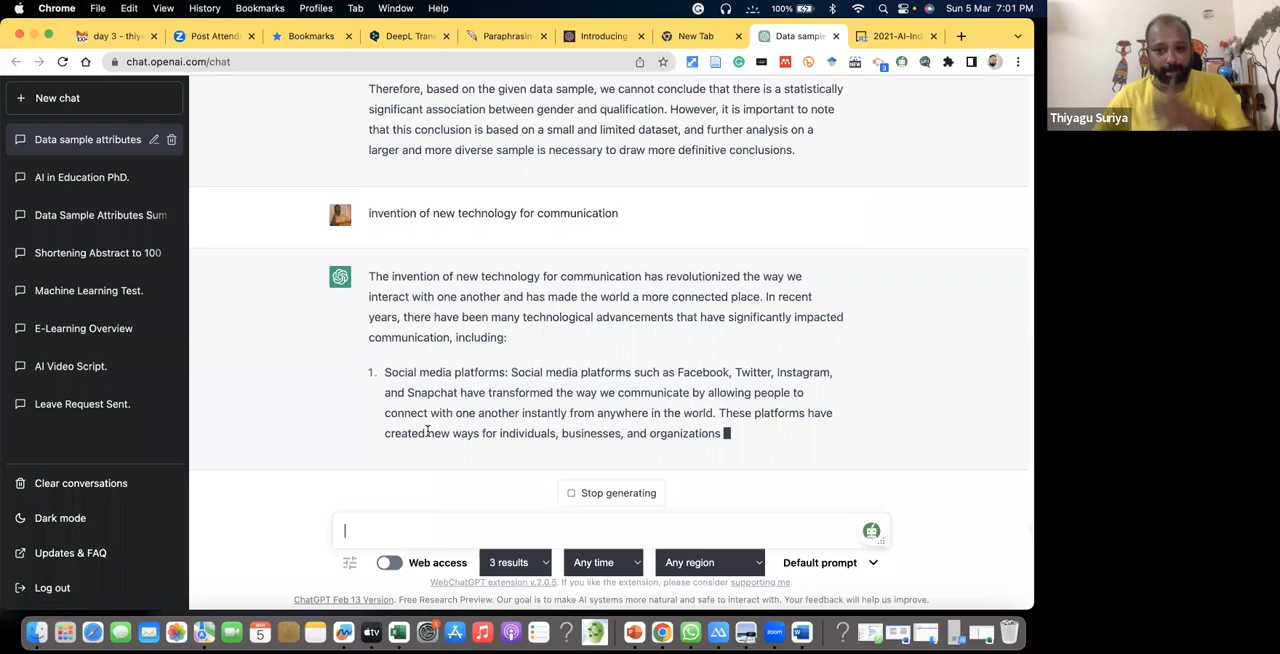 Chrome File Edit View History Bookmarks Profiles Tab Window Help
100% Sun 5 Mar 7:01 PM
day 3 - thiya Post Attend Bookmarks DeepL Tran Paraphrasin Introducing New Tab Data sample 2021-AI-Ind
chat.openai.com/chat
3
NEW
Thiyagu Suriya
New chat
Data sample attributes
AI in Education PhD.
Data Sample Attributes Sum
Shortening Abstract to 100
Machine Learning Test.
E-Learning Overview
AI Video Script.
Leave Request Sent.
Clear conversations
Dark mode
Updates & FAQ
Log out
Therefore, based on the given data sample, we cannot conclude that there is a statistically
significant association between gender and qualification. However, it is important to note
that this conclusion is based on a small and limited dataset, and further analysis on a
larger and more diverse sample is necessary to draw more definitive conclusions.
invention of new technology for communication
The invention of new technology for communication has revolutionized the way we
interact with one another and has made the world a more connected place. In recent
years, there have been many technological advancements that have significantly impacted
communication, including:
1. Social media platforms: Social media platforms such as Facebook, Twitter, Instagram,
and Snapchat have transformed the way we communicate by allowing people to
connect with one another instantly from anywhere in the world. These platforms have
created new ways for individuals, businesses, and organizations
Stop generating
Web access 3 results Any time Any region Default prompt
WebChatGPT extension v.2.0.5. If you like the extension, please consider supporting me.
ChatGPT Feb 13 Version. Free Research Preview. Our goal is to make AI systems more natural and safe to interact with. Your feedback will help us improve.
MAR
5
tv
zoom